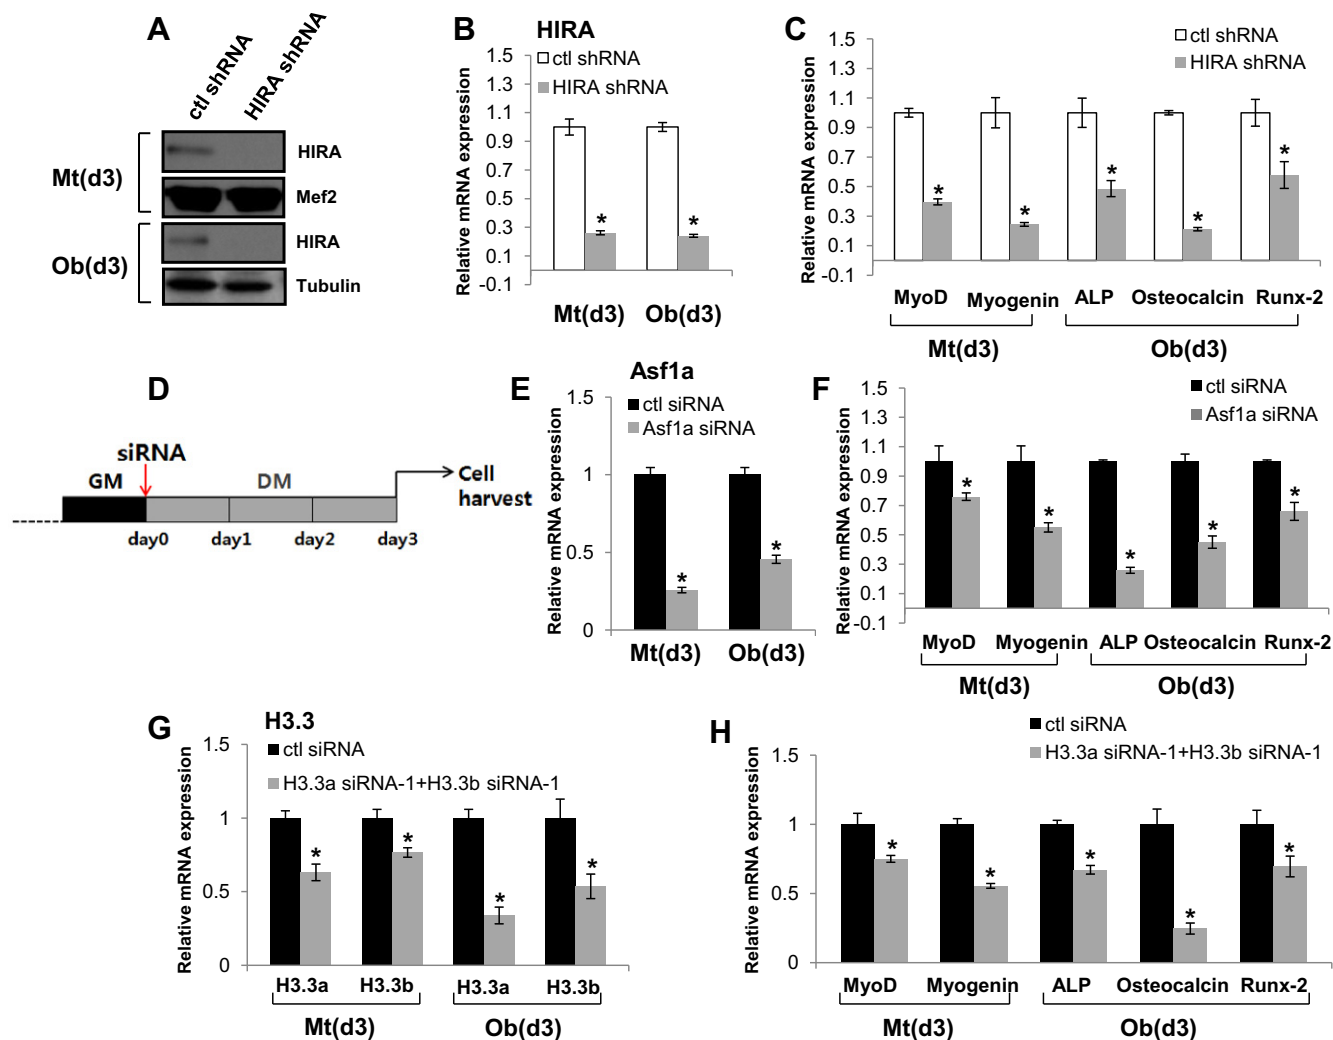 A
ctl shRNA
HIRA shRNA
Mt(d3)
HIRA
Mef2
Ob(d3)
HIRA
Tubulin
B
HIRA
ctl shRNA
HIRA shRNA
Relative mRNA expression
1.5
1.3
1.1
0.9
0.7
0.5
0.3
0.1
-0.1
* *
Mt(d3) Ob(d3)
C
ctl shRNA
HIRA shRNA
Relative mRNA expression
1.5
1.3
1.1
0.9
0.7
0.5
0.3
0.1
-0.1
* * * * *
MyoD Myogenin ALP Osteocalcin Runx-2
Mt(d3) Ob(d3)
D
siRNA
GM DM
Cell
harvest
day0 day1 day2 day3
E
Asf1a
ctl siRNA
Asf1a siRNA
Relative mRNA expression
1.5
1
0.5
0
* *
Mt(d3) Ob(d3)
F
ctl siRNA
Asf1a siRNA
Relative mRNA expression
1.5
1.3
1.1
0.9
0.7
0.5
0.3
0.1
-0.1
* * * * *
MyoD Myogenin ALP Osteocalcin Runx-2
Mt(d3) Ob(d3)
G
H3.3
ctl siRNA
H3.3a siRNA-1+H3.3b siRNA-1
Relative mRNA expression
1.5
1
0.5
0
* * * *
H3.3a H3.3b H3.3a H3.3b
Mt(d3) Ob(d3)
H
ctl siRNA
H3.3a siRNA-1+H3.3b siRNA-1
Relative mRNA expression
1.5
1
0.5
0
* * * * *
MyoD Myogenin ALP Osteocalcin Runx-2
Mt(d3) Ob(d3)